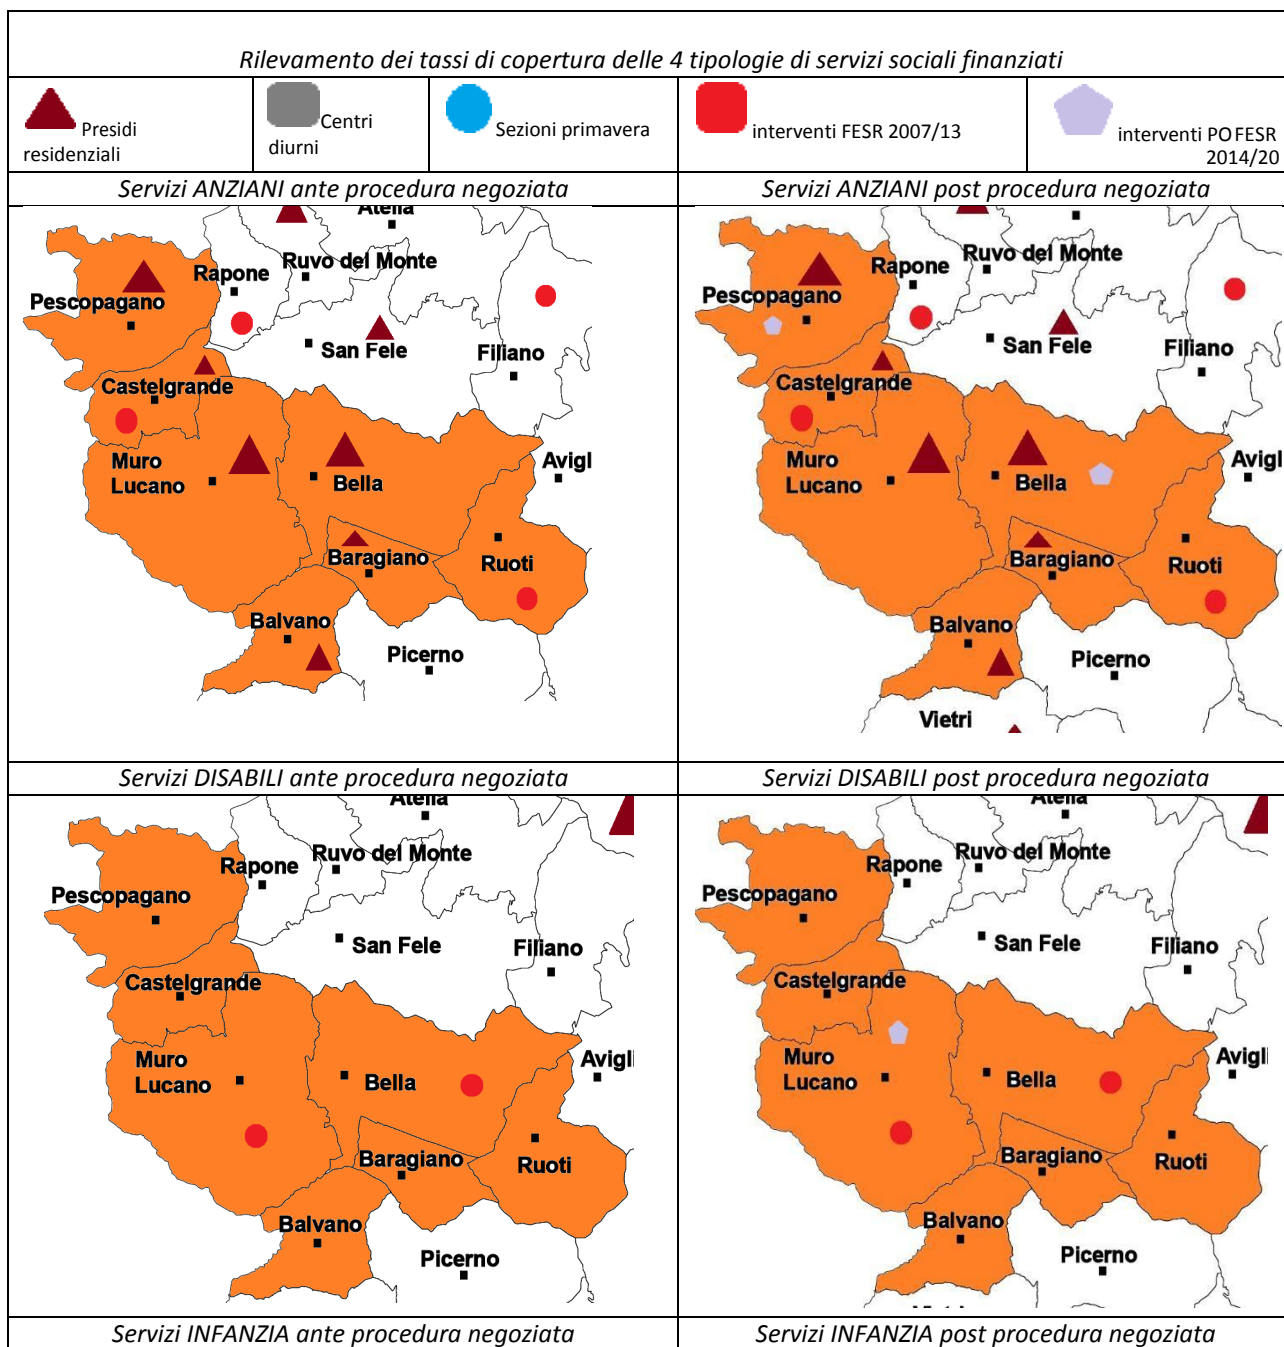 Rilevamento dei tassi di copertura delle 4 tipologie di servizi sociali finanziati
Presidi
residenziali
Centri
diurni
Sezioni primavera
interventi FESR 2007/13
interventi PO FESR
2014/20
Servizi ANZIANI ante procedura negoziata
Servizi ANZIANI post procedura negoziata
Atella
Ruvo del Monte
Rapone
Pescopagano
San Fele
Filiano
Castelgrande
Muro
Lucano
Bella
Avigl
Baragiano
Ruoti
Balvano
Picerno
Ruvo del Monte
Rapone
Pescopagano
San Fele
Filiano
Castelgrande
Muro
Lucano
Bella
Avigl
Baragiano
Ruoti
Balvano
Picerno
Vietri
Servizi DISABILI ante procedura negoziata
Servizi DISABILI post procedura negoziata
Atella
Ruvo del Monte
Rapone
Pescopagano
San Fele
Filiano
Castelgrande
Muro
Lucano
Bella
Avigli
Baragiano
Ruoti
Balvano
Picerno
Atella
Ruvo del Monte
Rapone
Pescopagano
San Fele
Filiano
Castelgrande
Muro
Lucano
Bella
Avigl
Baragiano
Ruoti
Balvano
Picerno
Servizi INFANZIA ante procedura negoziata
Servizi INFANZIA post procedura negoziata